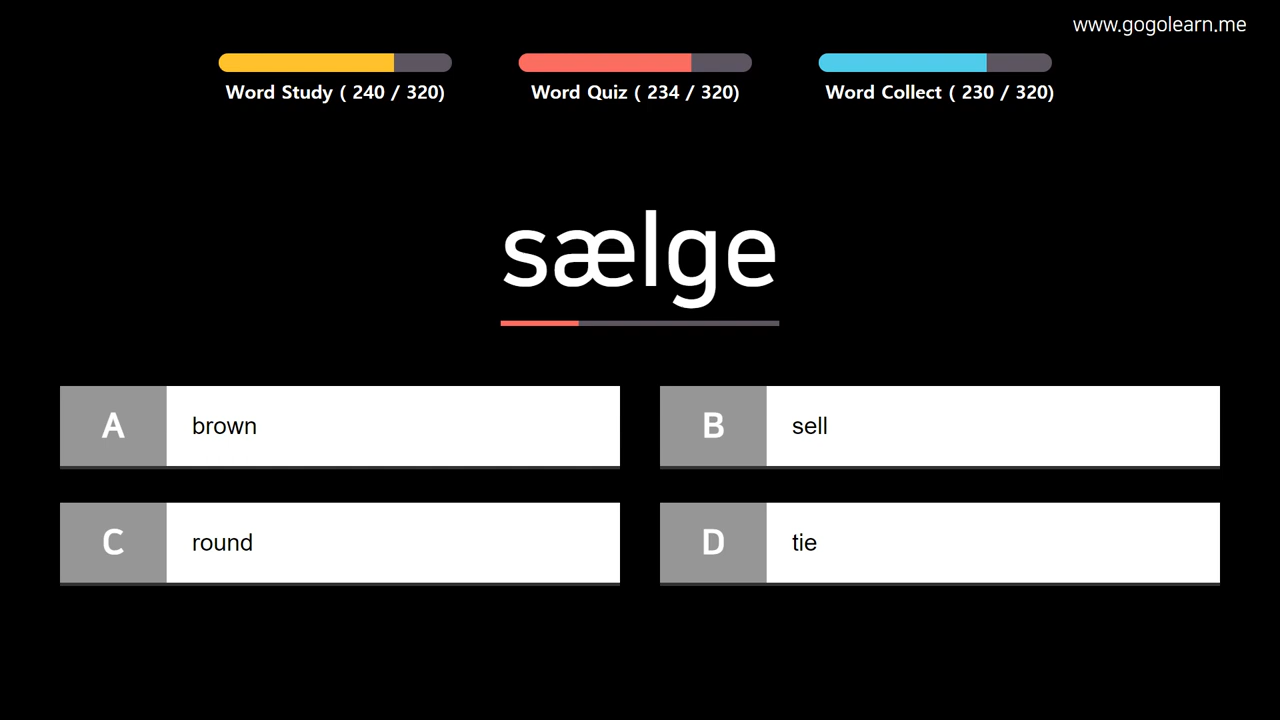 www.gogolearn.me
Word Study ( 240 / 320)
Word Quiz ( 234 / 320)
Word Collect ( 230 / 320)
sælge
A brown
B sell
C round
D tie